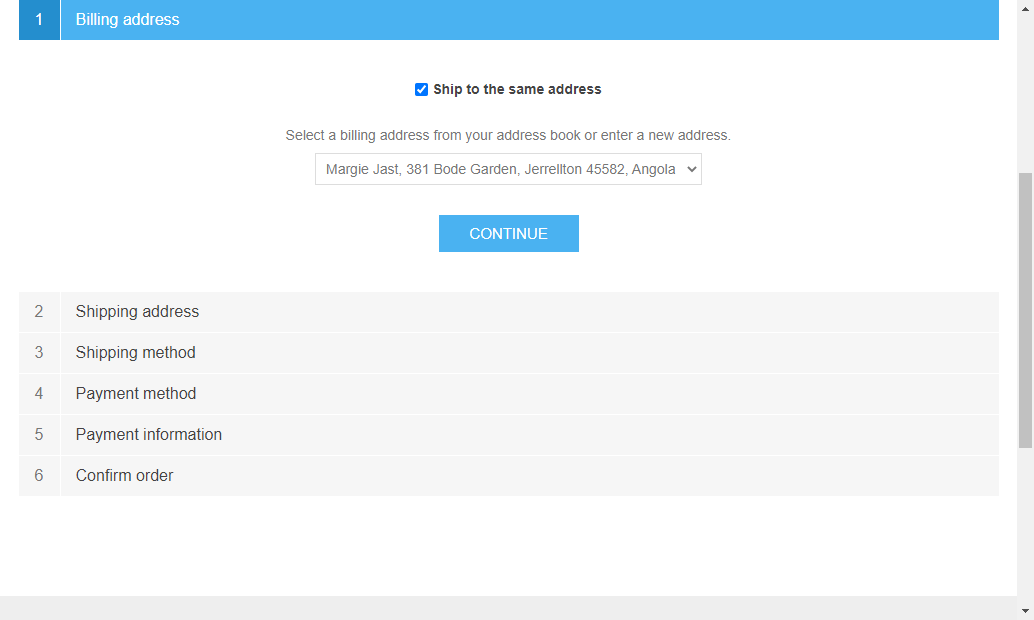 1 Billing address
Ship to the same address
Select a billing address from your address book or enter a new address.
Margie Jast, 381 Bode Garden, Jerrellton 45582, Angola
CONTINUE
2 Shipping address
3 Shipping method
4 Payment method
5 Payment information
6 Confirm order